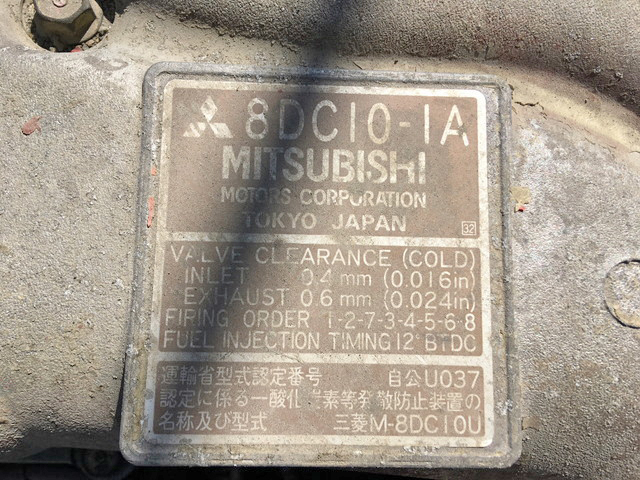 8DC10-1A
MITSUBISHI
MOTORS CORPORATION
TOKYO JAPAN 32
VALVE CLEARANCE (COLD)
INLET 0.4 mm (0.016in)
EXHAUST 0.6 mm (0.024in)
FIRING ORDER 1-2-7-3-4-5-6-8
FUEL INJECTION TIMING 12° BTDC
運輸省型式認定番号 自公U037
認定に係る一酸化炭素等発散防止装置の
名称及び型式 三菱M-8DC10U